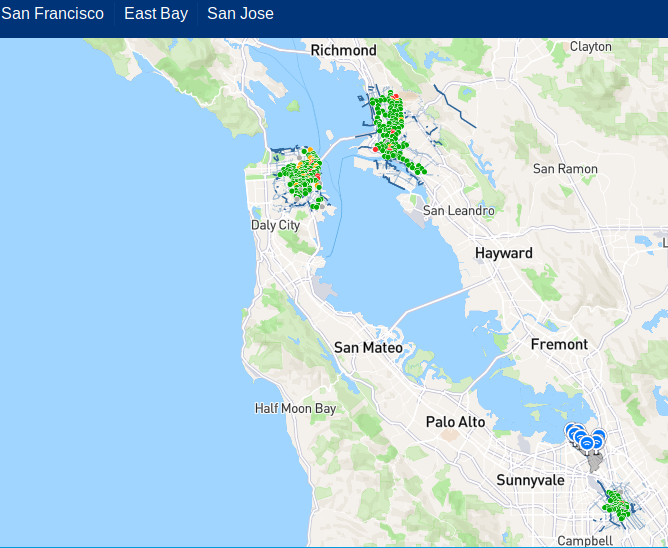 San Francisco East Bay San Jose
Richmond
Clayton
San Ramon
San Leandro
Daly City
Hayward
San Mateo
Fremont
Half Moon Bay
Palo Alto
Sunnyvale
Campbell